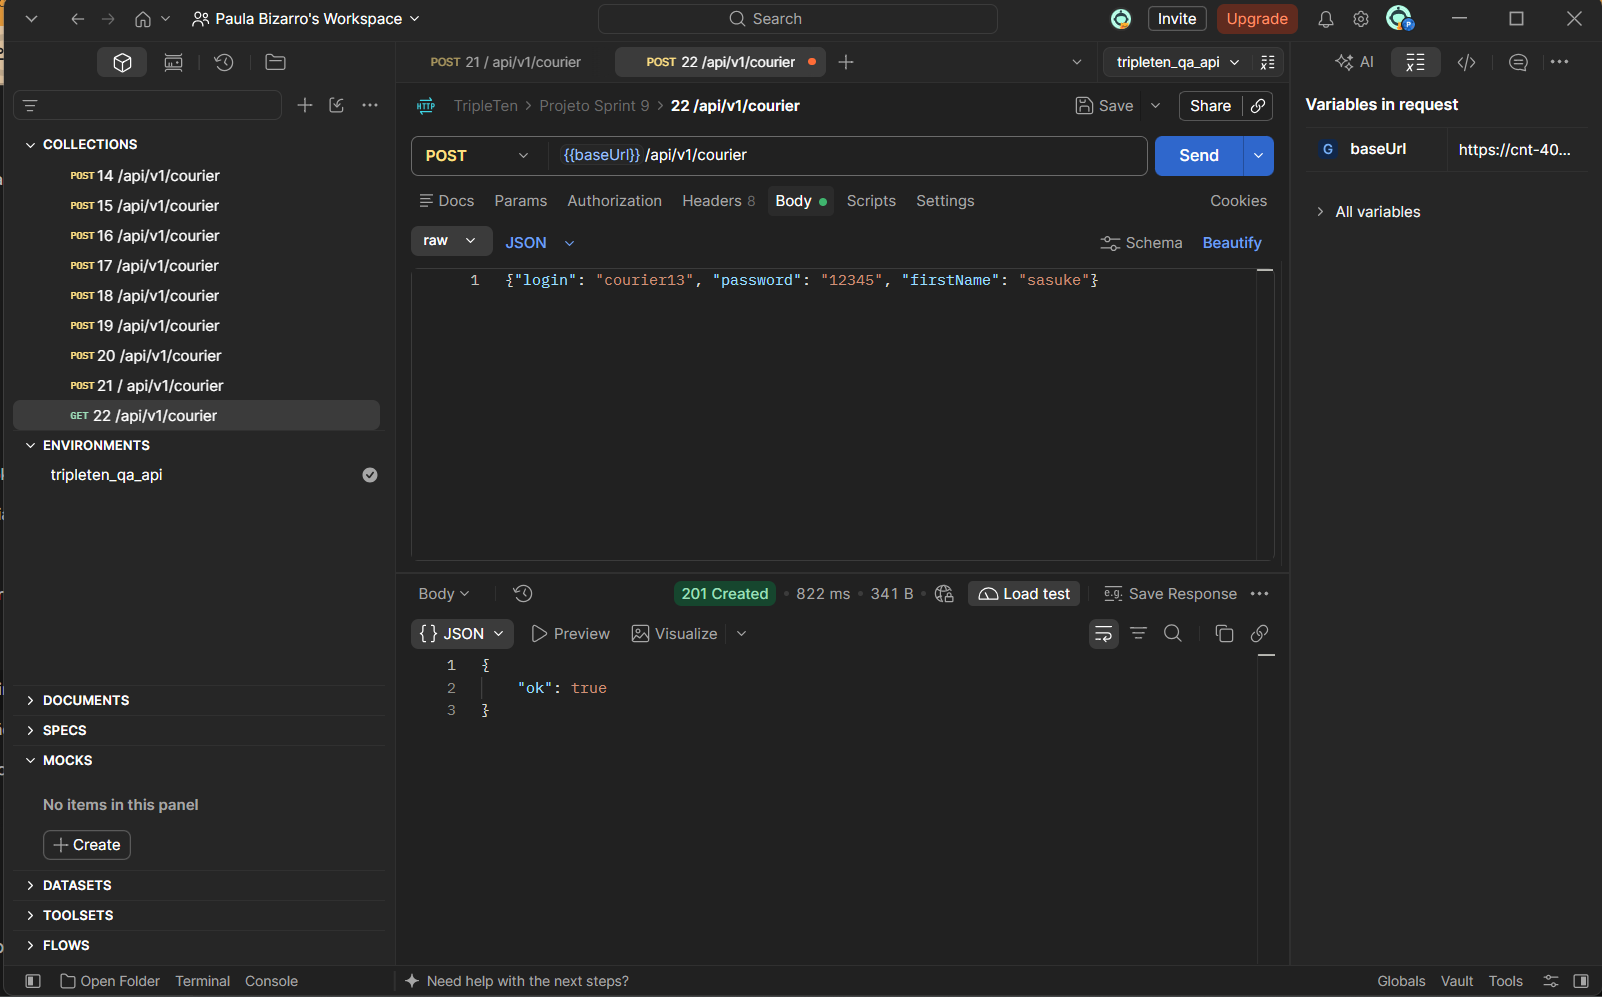 Paula Bizarro's Workspace
Search
Invite
Upgrade
POST 21 / api/v1/courier
POST 22 /api/v1/courier
tripleten_qa_api
AI
HTTP TripleTen > Projeto Sprint 9 > 22 /api/v1/courier
Save
Share
Variables in request
COLLECTIONS
POST 14 /api/v1/courier
POST 15 /api/v1/courier
POST 16 /api/v1/courier
POST 17 /api/v1/courier
POST 18 /api/v1/courier
POST 19 /api/v1/courier
POST 20 /api/v1/courier
POST 21 / api/v1/courier
GET 22 /api/v1/courier
ENVIRONMENTS
tripleten_qa_api
DOCUMENTS
SPECS
MOCKS
No items in this panel
Create
DATASETS
TOOLSETS
FLOWS
POST {{baseUrl}} /api/v1/courier
Send
G baseUrl https://cnt-40...
All variables
Docs Params Authorization Headers 8 Body Scripts Settings Cookies
raw JSON Schema Beautify
1 {"login": "courier13", "password": "12345", "firstName": "sasuke"}
Body 201 Created 822 ms 341 B Load test e.g. Save Response
{} JSON Preview Visualize
1 {
2 "ok": true
3 }
Open Folder Terminal Console Need help with the next steps? Globals Vault Tools